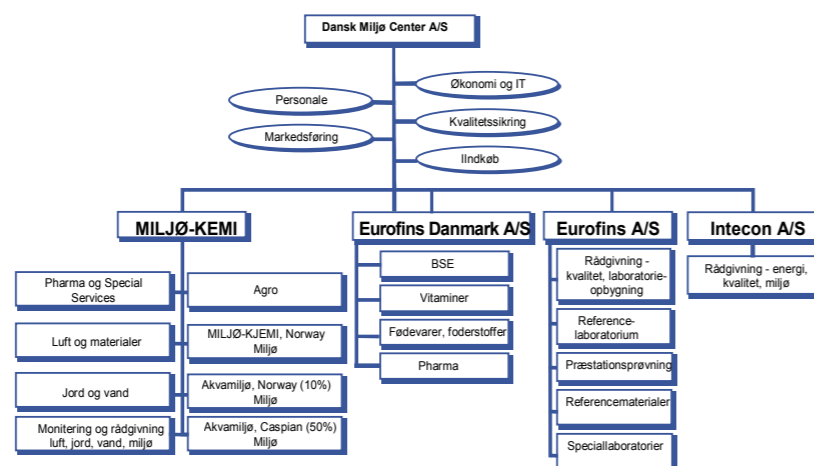 Dansk Miljø Center A/S
Økonomi og IT
Personale
Kvalitetssikring
Markedsføring
IIndkøb
MILJØ-KEMI
Eurofins Danmark A/S
Eurofins A/S
Intecon A/S
Pharma og Special
Services
Agro
Luft og materialer
MILJØ-KJEMI, Norway
Miljø
Jord og vand
Akvamiljø, Norway (10%)
Miljø
Monitering og rådgivning
luft, jord, vand, miljø
Akvamiljø, Caspian (50%)
Miljø
BSE
Vitaminer
Fødevarer, foderstoffer
Pharma
Rådgivning -
kvalitet, laboratorie-
opbygning
Reference-
laboratorium
Præstationsprøvning
Referencematerialer
Speciallaboratorier
Rådgivning - energi,
kvalitet, miljø